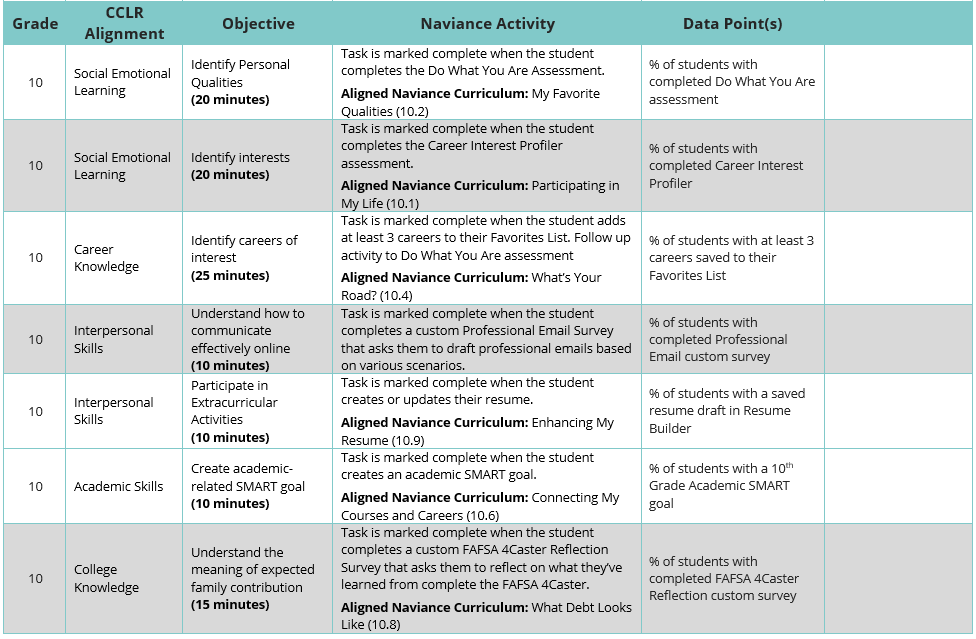 Grade
CCLR
Alignment
Objective
Naviance Activity
Data Point(s)
10
Social Emotional
Learning
Identify Personal
Qualities
(20 minutes)
Task is marked complete when the student
completes the Do What You Are Assessment.
Aligned Naviance Curriculum: My Favorite
Qualities (10.2)
% of students with
completed Do What You Are
assessment
10
Social Emotional
Learning
Identify interests
(20 minutes)
Task is marked complete when the student
completes the Career Interest Profiler
assessment.
Aligned Naviance Curriculum: Participating in
My Life (10.1)
% of students with
completed Career Interest
Profiler
10
Career
Knowledge
Identify careers of
interest
(25 minutes)
Task is marked complete when the student adds
at least 3 careers to their Favorites List. Follow up
activity to Do What You Are assessment
Aligned Naviance Curriculum: What's Your
Road? (10.4)
% of students with at least 3
careers saved to their
Favorites List
10
Interpersonal
Skills
Understand how to
communicate
effectively online
(10 minutes)
Task is marked complete when the student
completes a custom Professional Email Survey
that asks them to draft professional emails based
on various scenarios.
% of students with
completed Professional
Email custom survey
10
Interpersonal
Skills
Participate in
Extracurricular
Activities
(10 minutes)
Task is marked complete when the student
creates or updates their resume.
Aligned Naviance Curriculum: Enhancing My
Resume (10.9)
% of students with a saved
resume draft in Resume
Builder
10
Academic Skills
Create academic-
related SMART goal
(10 minutes)
Task is marked complete when the student
creates an academic SMART goal.
Aligned Naviance Curriculum: Connecting My
Courses and Careers (10.6)
% of students with a 10th
Grade Academic SMART
goal
10
College
Knowledge
Understand the
meaning of expected
family contribution
(15 minutes)
Task is marked complete when the student
completes a custom FAFSA 4Caster Reflection
Survey that asks them to reflect on what they've
learned from complete the FAFSA 4Caster.
Aligned Naviance Curriculum: What Debt Looks
Like (10.8)
% of students with
completed FAFSA 4Caster
Reflection custom survey